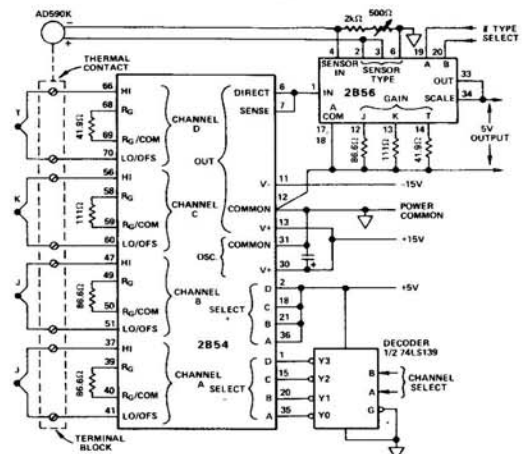 AD590K
2kΩ 500Ω
THERMAL CONTACT
4 2 3 6 19 20
A B
# TYPE SELECT
SENSOR IN
SENSOR TYPE
2B56
OUT 33
SCALE 34
1 IN
GAIN
A COM
J K T
17 18 12 13 14
86.6Ω 111Ω 41.9Ω
5V OUTPUT
T
66 HI
68 RG
41.9Ω
69 RG/COM
70 LO/OFS
CHANNEL D
K
56 HI
58 RG
111Ω
59 RG/COM
60 LO/OFS
CHANNEL C
J
47 HI
49 RG
86.6Ω
50 RG/COM
51 LO/OFS
CHANNEL B
J
37 HI
39 RG
86.6Ω
40 RG/COM
41 LO/OFS
CHANNEL A
TERMINAL BLOCK
2B54
OUT
DIRECT 6
SENSE 7
V- 11
-15V
COMMON 12
POWER COMMON
V+ 13
+15V
OSC.
COMMON 31
V+ 30
+
SELECT
D 2
C 18
B 21
A 36
+5V
SELECT
D 1
C 15
B 20
A 35
DECODER
1/2 74LS139
Y3
Y2
Y1
Y0
B
A
G
CHANNEL SELECT